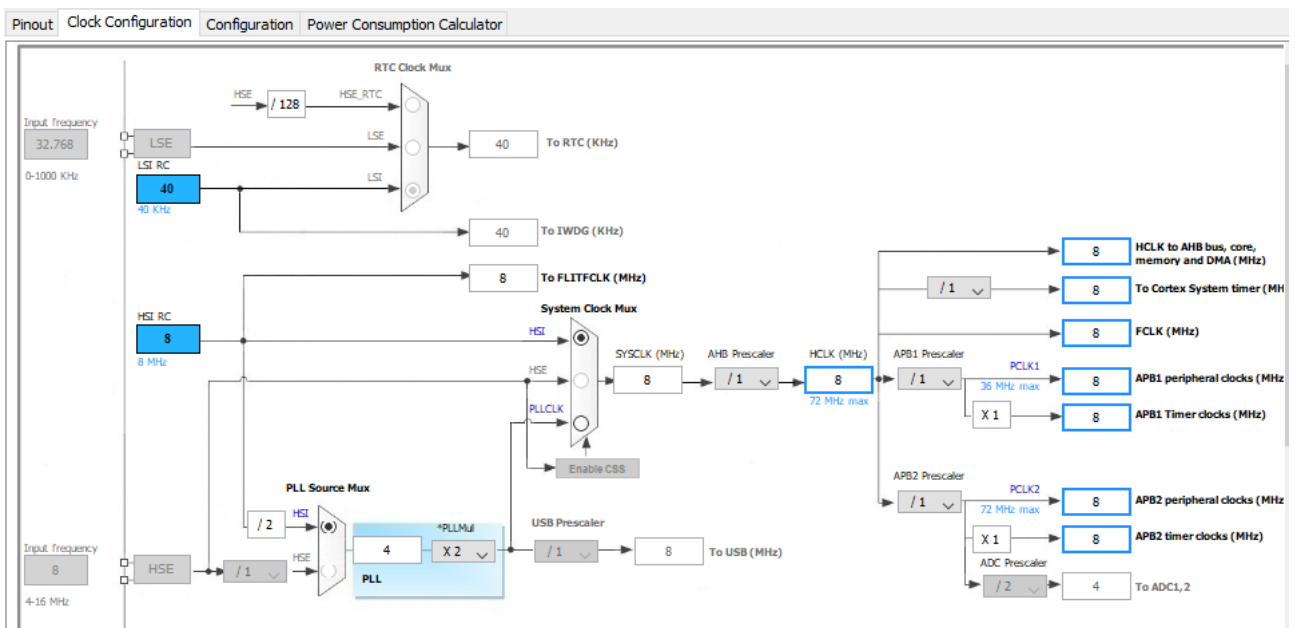 Pinout Clock Configuration Configuration Power Consumption Calculator
RTC Clock Mux
HSE / 128 HSE_RTC
Input frequency
32.768
0-1000 KHz
LSE LSE
40 To RTC (KHz)
LSI RC
40
40 KHz
LSI
40 To IWDG (KHz)
8 To FLITFCLK (MHz)
HSI RC
8
8 MHz
System Clock Mux
HSI
HSE
PLLCLK
SYSCLK (MHz)
8
AHB Prescaler
/ 1
HCLK (MHz)
8
72 MHz max
8 HCLK to AHB bus, core,
memory and DMA (MHz)
/ 1 8 To Cortex System timer (MH
8 FCLK (MHz)
APB1 Prescaler
/ 1
PCLK1
36 MHz max
8 APB1 peripheral clocks (MHz
X 1 8 APB1 Timer clocks (MHz)
Enable CSS
APB2 Prescaler
/ 1
PCLK2
72 MHz max
8 APB2 peripheral clocks (MHz
X 1 8 APB2 timer clocks (MHz)
ADC Prescaler
/ 2 4 To ADC1,2
PLL Source Mux
/ 2 HSI
HSE
4
*PLLMul
X 2
PLL
USB Prescaler
/ 1 8 To USB (MHz)
Input frequency
8
4-16 MHz
HSE / 1